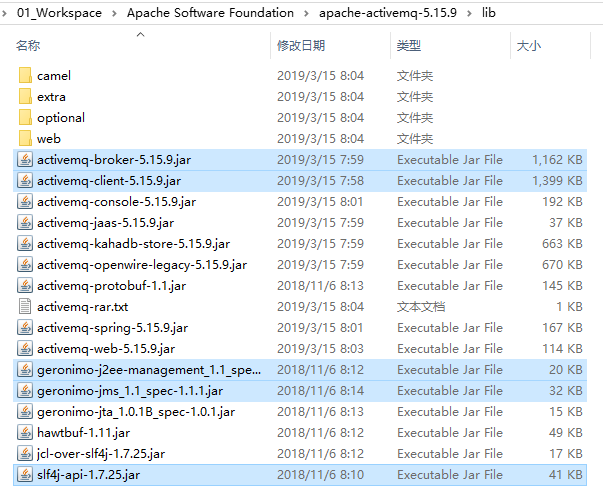 01_Workspace > Apache Software Foundation > apache-activemq-5.15.9 > lib
名称 修改日期 类型 大小
camel 2019/3/15 8:04 文件夹
extra 2019/3/15 8:04 文件夹
optional 2019/3/15 8:04 文件夹
web 2019/3/15 8:04 文件夹
activemq-broker-5.15.9.jar 2019/3/15 7:59 Executable Jar File 1,162 KB
activemq-client-5.15.9.jar 2019/3/15 7:58 Executable Jar File 1,399 KB
activemq-console-5.15.9.jar 2019/3/15 8:01 Executable Jar File 192 KB
activemq-jaas-5.15.9.jar 2019/3/15 7:59 Executable Jar File 37 KB
activemq-kahadb-store-5.15.9.jar 2019/3/15 7:59 Executable Jar File 663 KB
activemq-openwire-legacy-5.15.9.jar 2019/3/15 7:59 Executable Jar File 670 KB
activemq-protobuf-1.1.jar 2018/11/6 8:13 Executable Jar File 145 KB
activemq-rar.txt 2019/3/15 8:04 文本文档 1 KB
activemq-spring-5.15.9.jar 2019/3/15 8:01 Executable Jar File 167 KB
activemq-web-5.15.9.jar 2019/3/15 8:03 Executable Jar File 114 KB
geronimo-j2ee-management_1.1_spe... 2018/11/6 8:12 Executable Jar File 20 KB
geronimo-jms_1.1_spec-1.1.1.jar 2018/11/6 8:14 Executable Jar File 32 KB
geronimo-jta_1.0.1B_spec-1.0.1.jar 2018/11/6 8:13 Executable Jar File 15 KB
hawtbuf-1.11.jar 2018/11/6 8:12 Executable Jar File 49 KB
jcl-over-slf4j-1.7.25.jar 2018/11/6 8:12 Executable Jar File 17 KB
slf4j-api-1.7.25.jar 2018/11/6 8:10 Executable Jar File 41 KB